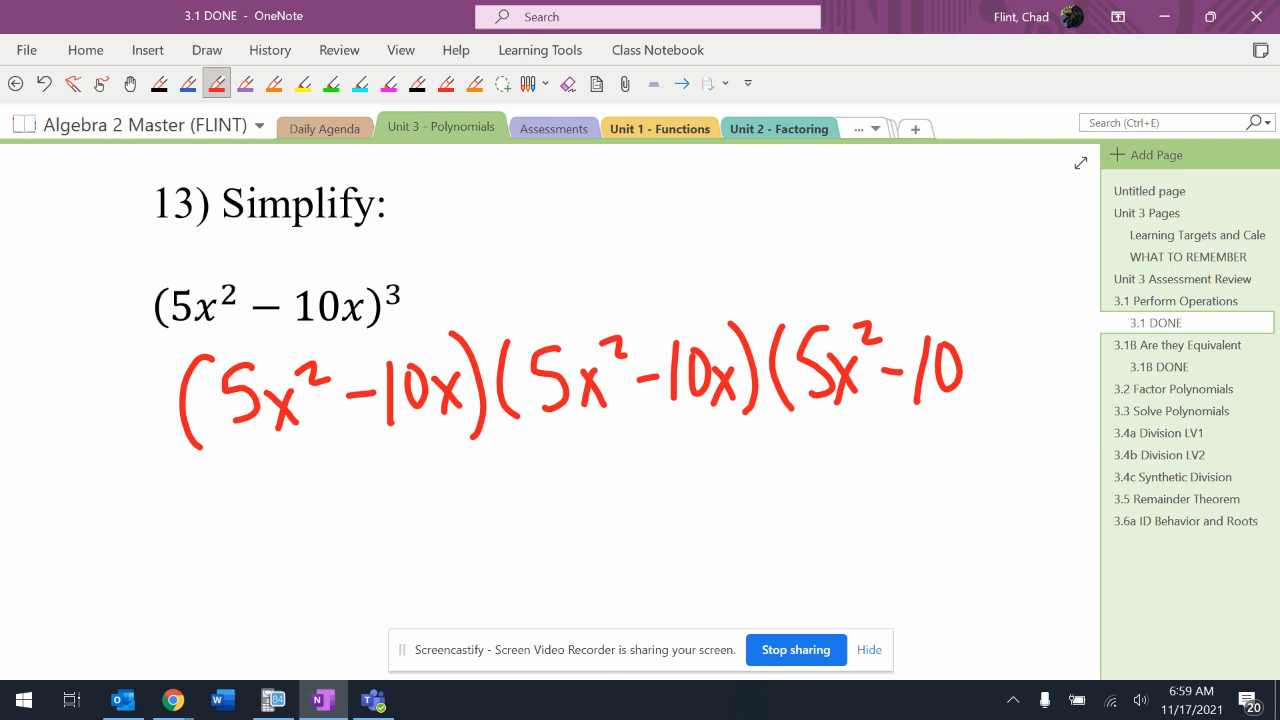 3.1 DONE - OneNote
Search
Flint, Chad
File Home Insert Draw History Review View Help Learning Tools Class Notebook
Algebra 2 Master (FLINT)
Daily Agenda
Unit 3 - Polynomials
Assessments
Unit 1 - Functions
Unit 2 - Factoring
...
+
Search (Ctrl+E)
13) Simplify:
(5x² − 10x)³
(5x² - 10x)(5x² - 10x)(5x² - 10
Add Page
Untitled page
Unit 3 Pages
Learning Targets and Cale
WHAT TO REMEMBER
Unit 3 Assessment Review
3.1 Perform Operations
3.1 DONE
3.1B Are they Equivalent
3.1B DONE
3.2 Factor Polynomials
3.3 Solve Polynomials
3.4a Division LV1
3.4b Division LV2
3.4c Synthetic Division
3.5 Remainder Theorem
3.6a ID Behavior and Roots
Screencastify - Screen Video Recorder is sharing your screen.
Stop sharing
Hide
84
6:59 AM
11/17/2021
20